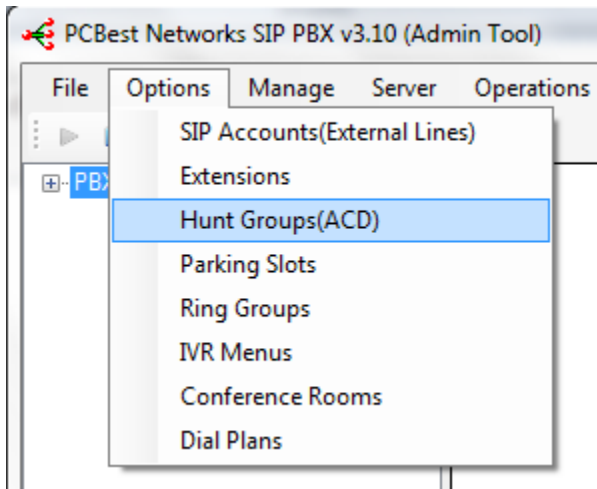 PCBest Networks SIP PBX v3.10 (Admin Tool)
File Options Manage Server Operations
SIP Accounts(External Lines)
Extensions
PBX
Hunt Groups(ACD)
Parking Slots
Ring Groups
IVR Menus
Conference Rooms
Dial Plans